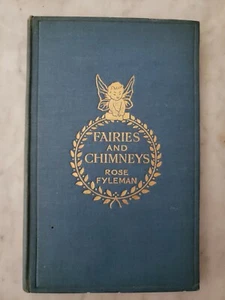 FAIRIES
AND
CHIMNEYS
ROSE
FYLEMAN